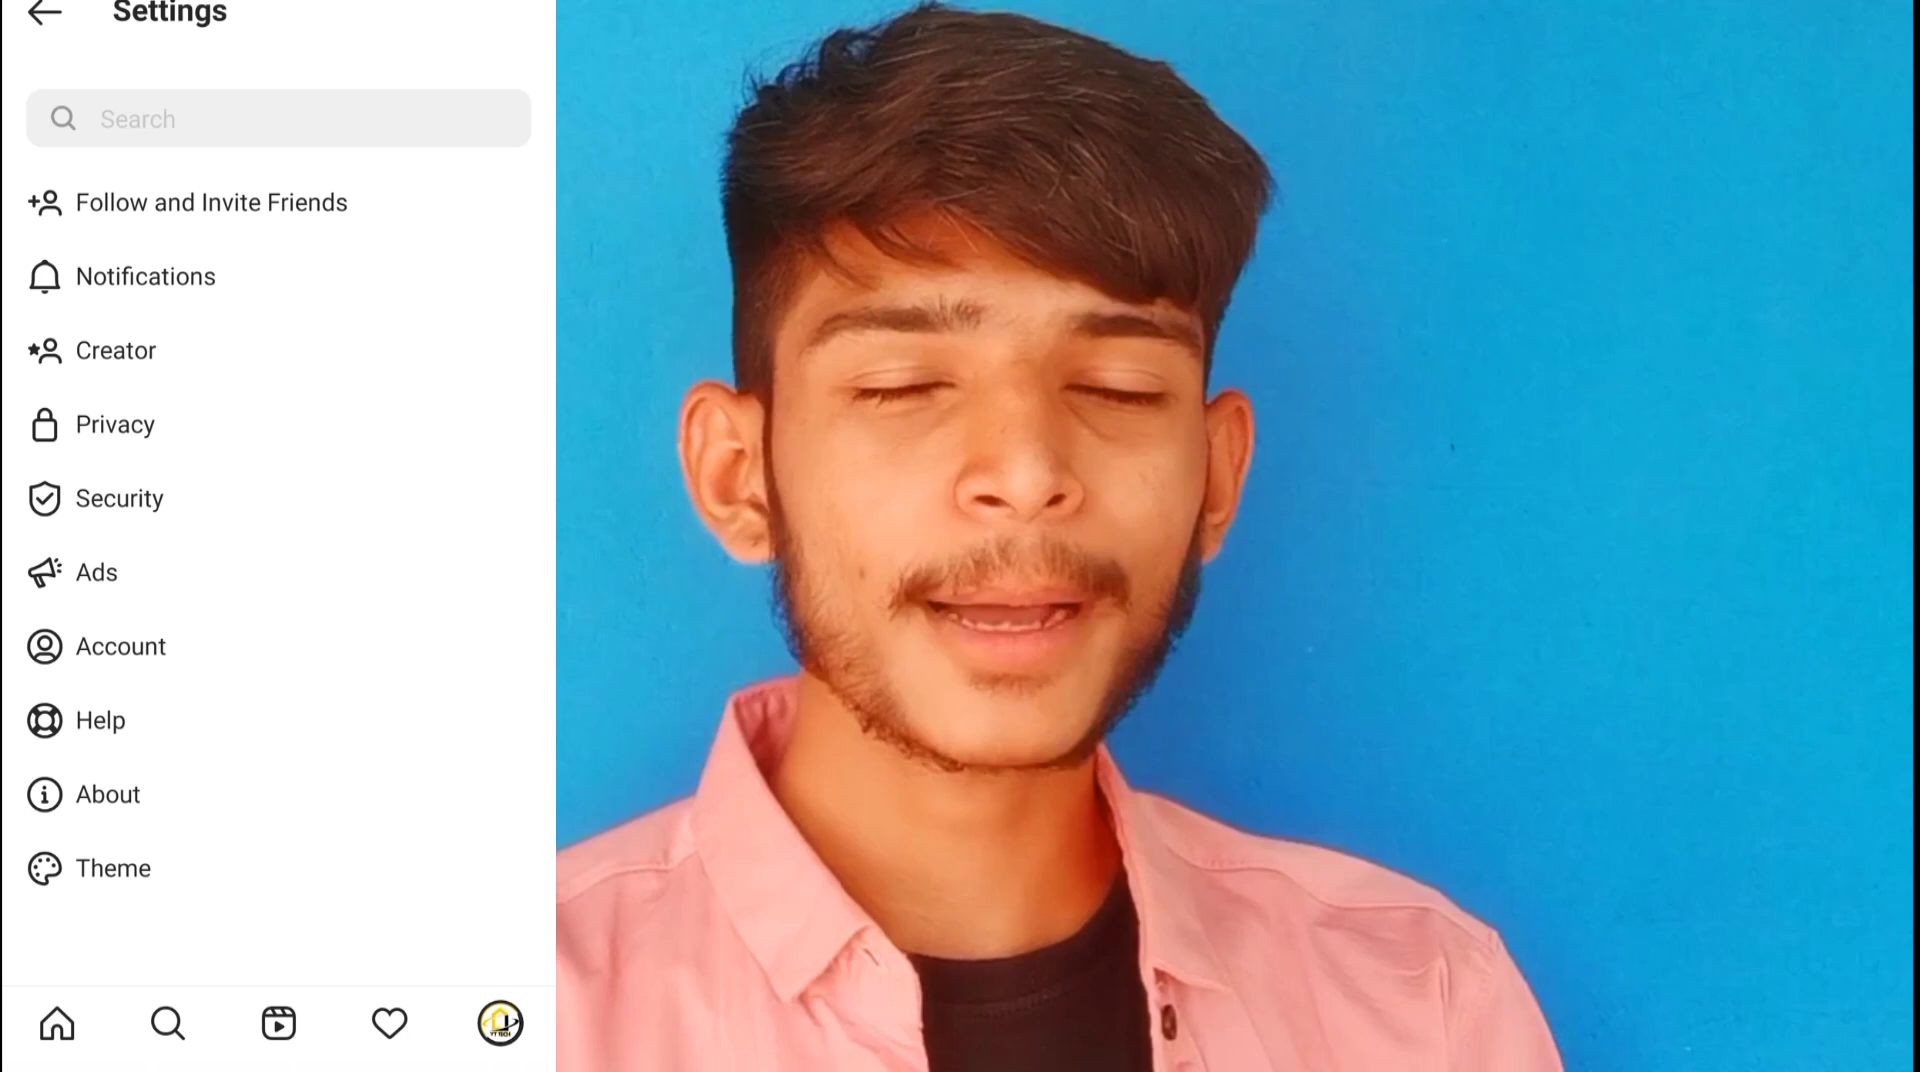 Settings
Search
Follow and Invite Friends
Notifications
Creator
Privacy
Security
Ads
Account
Help
About
Theme